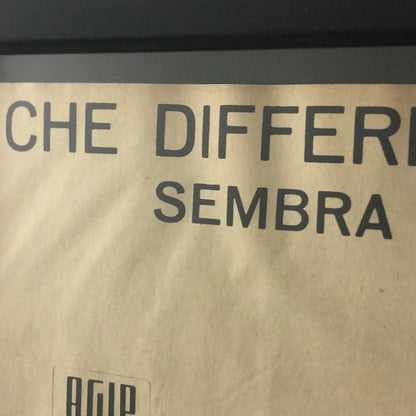 CHE DIFFER
SEMBRA
AGIP